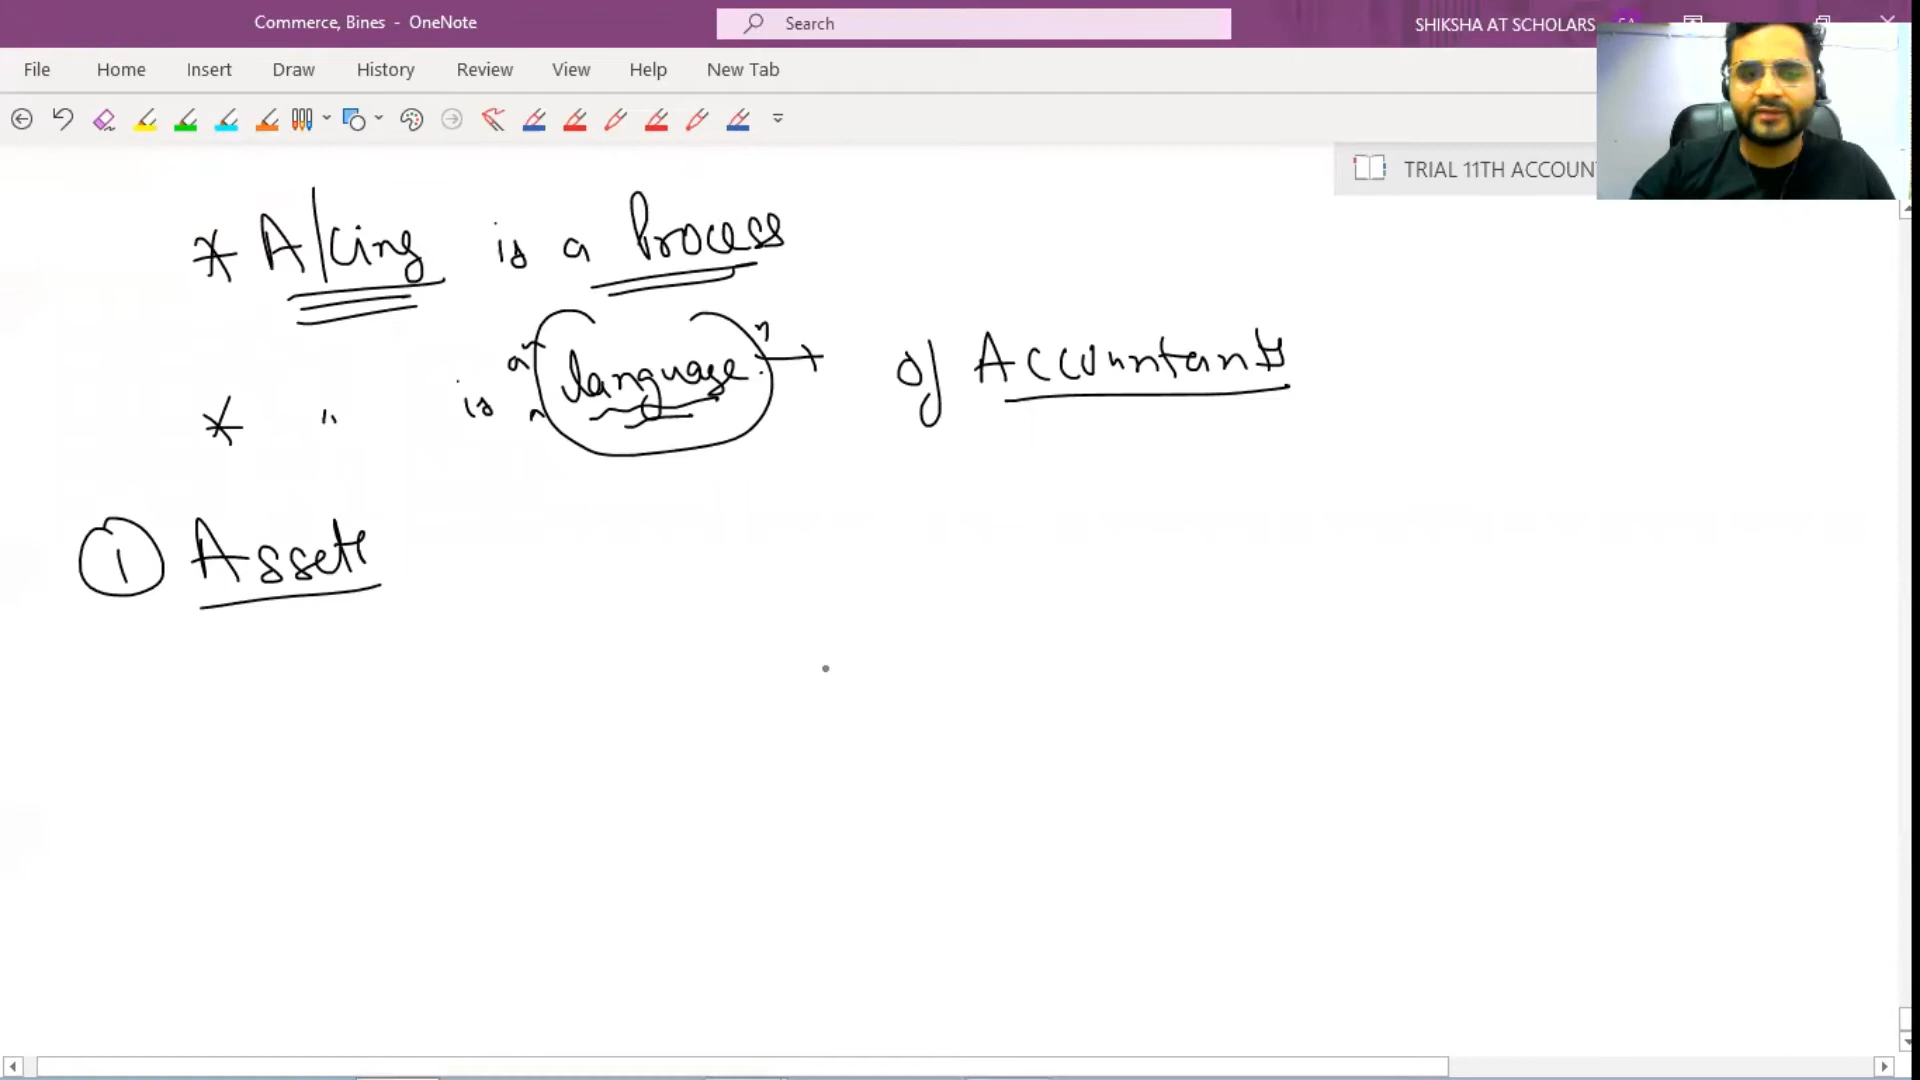 Commerce, Bines - OneNote
Search
SHIKSHA AT SCHOLARS
File Home Insert Draw History Review View Help New Tab
TRIAL 11TH ACCOUN
* A/cing is a Process
* " is a language of Accountants
① Assets